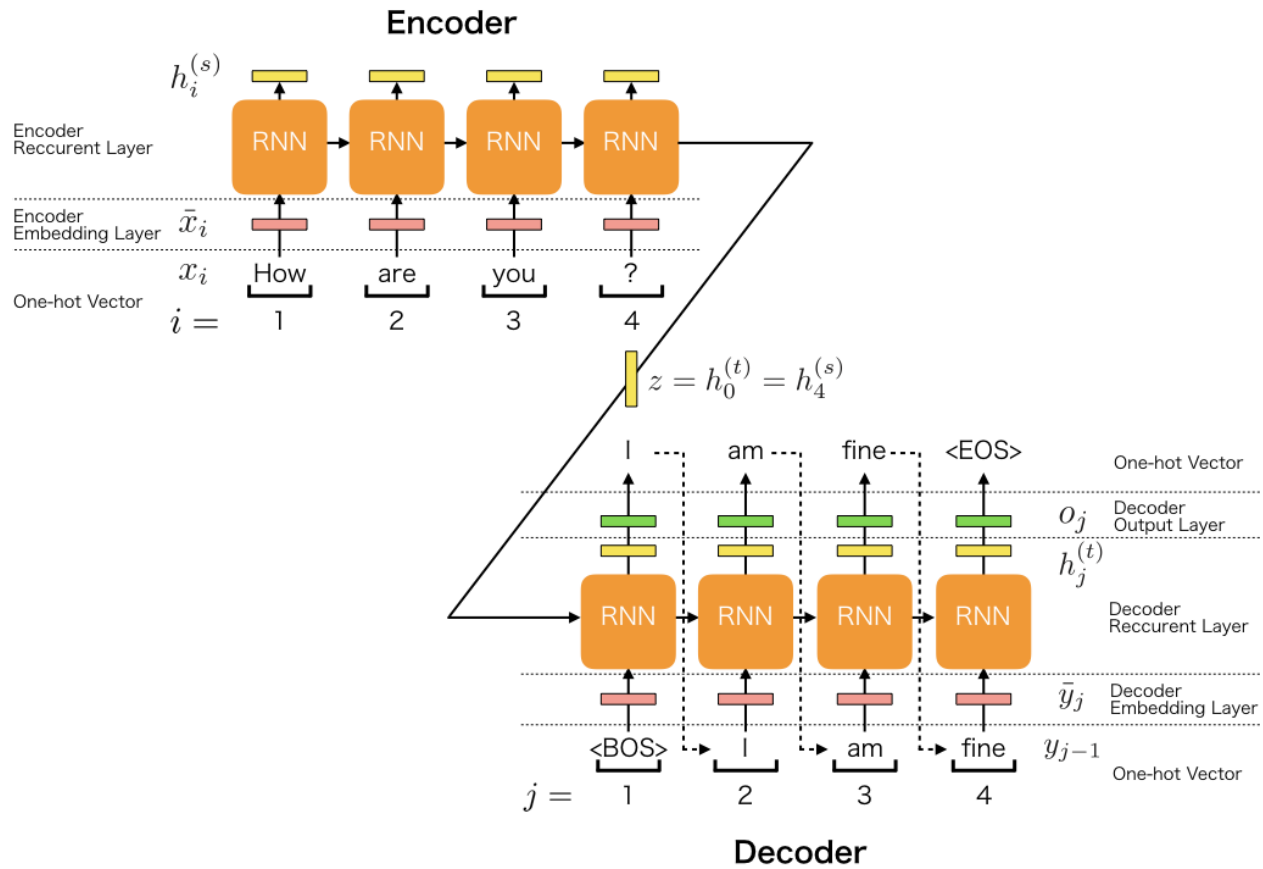 Encoder
h_i^{(s)}
Encoder
Reccurent Layer
RNN RNN RNN RNN
Encoder
Embedding Layer
x̄_i
x_i How are you ?
One-hot Vector
i = 1 2 3 4
z = h_0^{(t)} = h_4^{(s)}
I am fine <EOS>
One-hot Vector
o_j
Decoder
Output Layer
h_j^{(t)}
RNN RNN RNN RNN
Decoder
Reccurent Layer
ȳ_j
Decoder
Embedding Layer
<BOS> I am fine y_{j-1}
One-hot Vector
j = 1 2 3 4
Decoder